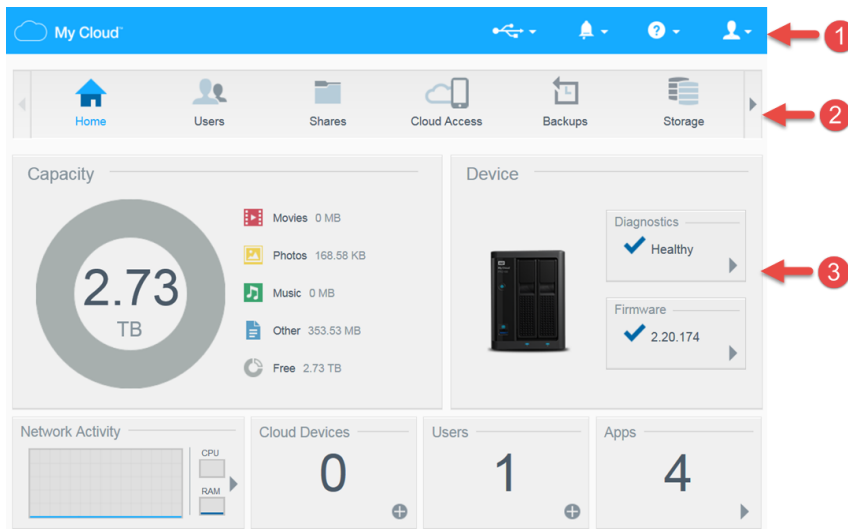 My Cloud™
?
1
Home Users Shares Cloud Access Backups Storage
2
Capacity
Movies 0 MB
Photos 168.58 KB
Music 0 MB
Other 353.53 MB
Free 2.73 TB
2.73
TB
Device
Diagnostics
Healthy
Firmware
2.20.174
3
Network Activity
CPU
RAM
Cloud Devices
0
Users
1
Apps
4